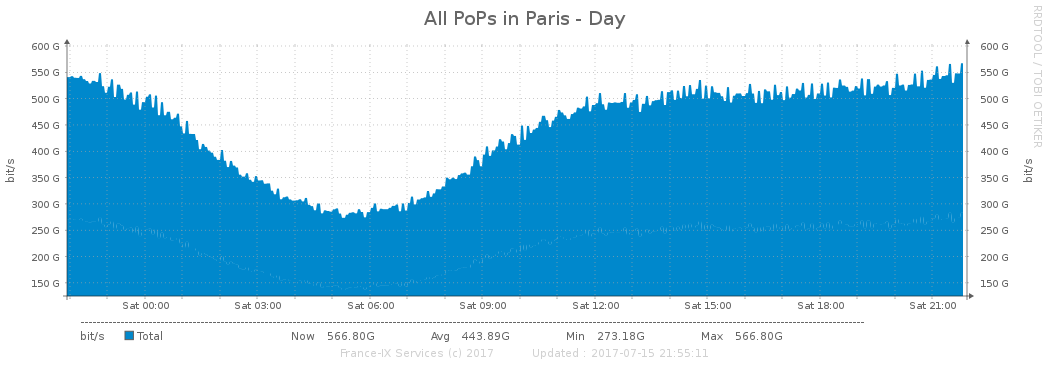 All PoPs in Paris - Day
RRDTOOL / TOBI OETIKER
bit/s
600 G 600 G
550 G 550 G
500 G 500 G
450 G 450 G
400 G 400 G
350 G 350 G
300 G 300 G
250 G 250 G
200 G 200 G
150 G 150 G
bit/s
Sat 00:00 Sat 03:00 Sat 06:00 Sat 09:00 Sat 12:00 Sat 15:00 Sat 18:00 Sat 21:00
bit/s Total Now 566.80G Avg 443.89G Min 273.18G Max 566.80G
France-IX Services (c) 2017 Updated : 2017-07-15 21:55:11